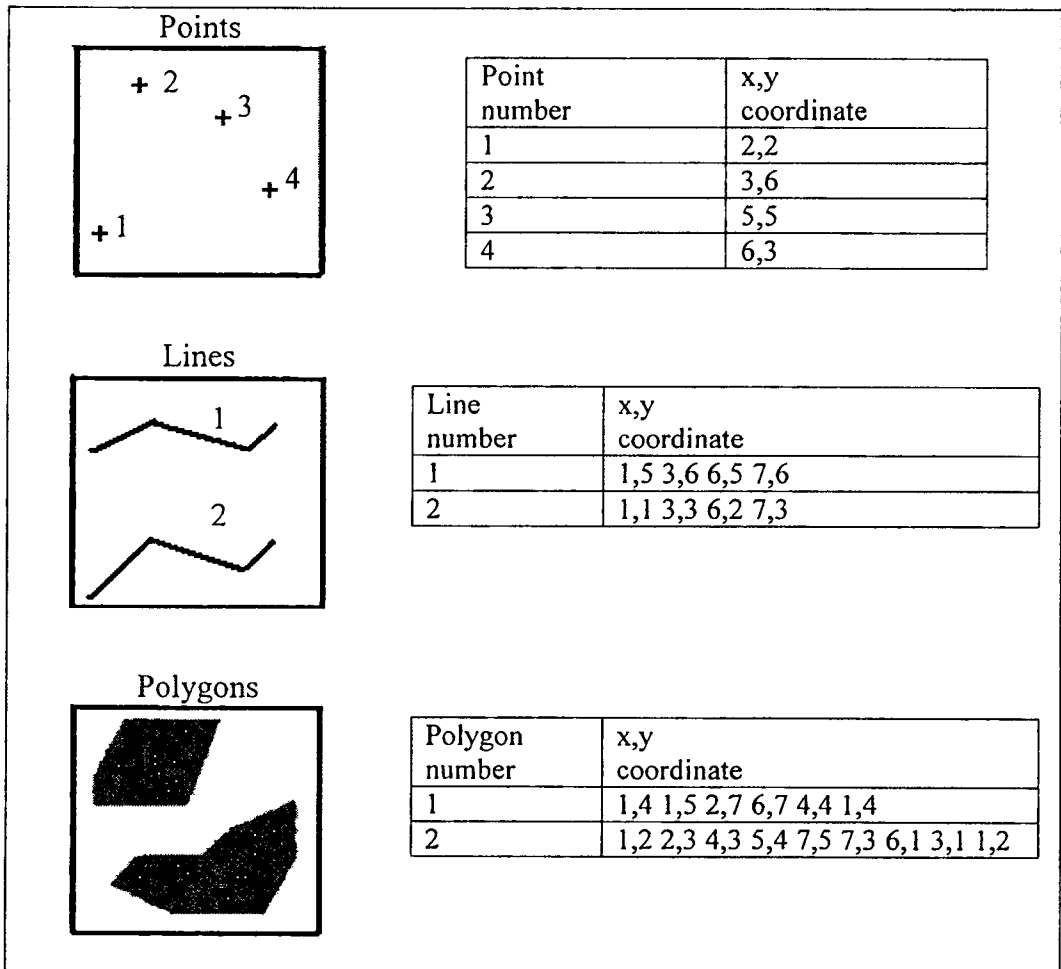 Points
2
3
4
1
Point number x,y coordinate
1 2,2
2 3,6
3 5,5
4 6,3
Lines
1
2
Line number x,y coordinate
1 1,5 3,6 6,5 7,6
2 1,1 3,3 6,2 7,3
Polygons
Polygon number x,y coordinate
1 1,4 1,5 2,7 6,7 4,4 1,4
2 1,2 2,3 4,3 5,4 7,5 7,3 6,1 3,1 1,2